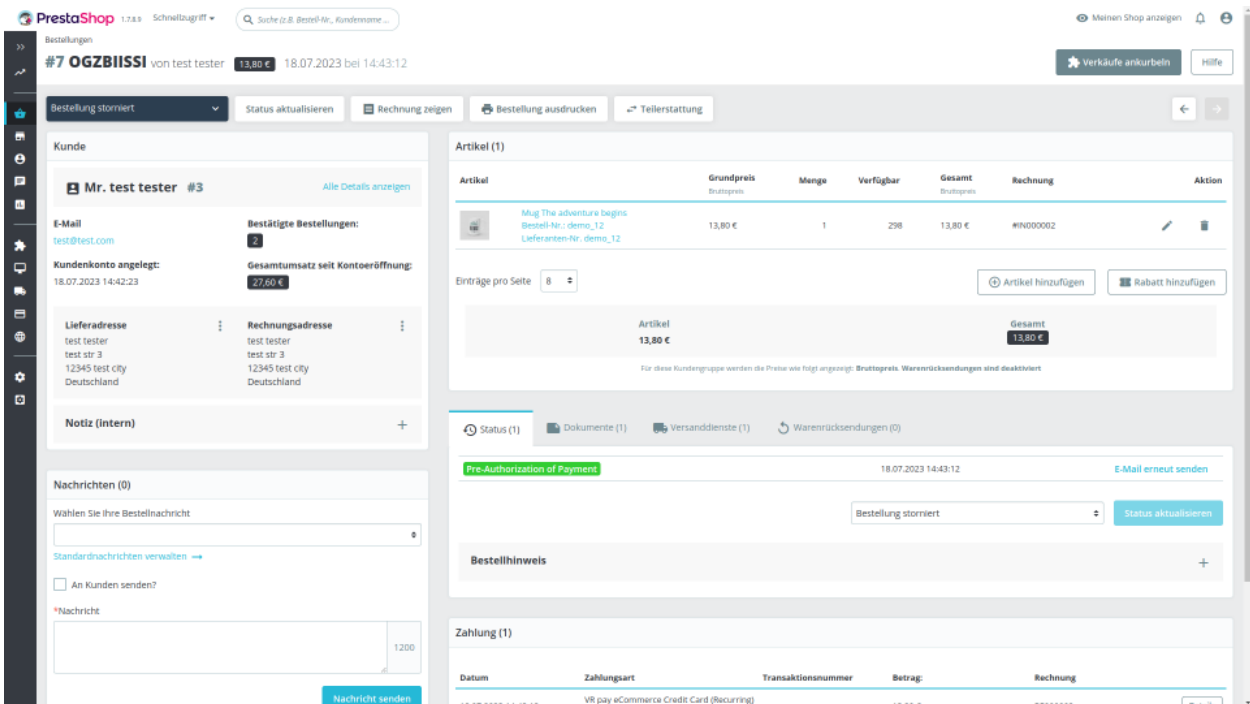 PrestaShop 1.7.8.9 Schnellzugriff Suche (z.B. Bestell-Nr., Kundenname ... Meinen Shop anzeigen
Bestellungen
#7 OGZBIISSI von test tester 13,80 € 18.07.2023 bei 14:43:12 Verkäufe ankurbeln Hilfe
Bestellung storniert Status aktualisieren Rechnung zeigen Bestellung ausdrucken Teilerstattung
Kunde
Mr. test tester #3 Alle Details anzeigen
E-Mail
test@test.com
Bestätigte Bestellungen:
2
Kundenkonto angelegt:
18.07.2023 14:42:23
Gesamtumsatz seit Kontoeröffnung:
27,60 €
Lieferadresse
test tester
test str 3
12345 test city
Deutschland
Rechnungsadresse
test tester
test str 3
12345 test city
Deutschland
Notiz (intern)
Nachrichten (0)
Wählen Sie Ihre Bestellnachricht
Standardnachrichten verwalten
An Kunden senden?
*Nachricht
1200
Nachricht senden
Artikel (1)
Artikel Grundpreis Menge Verfügbar Gesamt Rechnung Aktion
Bruttopreis Bruttopreis
Mug The adventure begins
Bestell-Nr.: demo_12
Lieferanten-Nr. demo_12
13,80 € 1 298 13,80 € #IN000002
Einträge pro Seite 8 Artikel hinzufügen Rabatt hinzufügen
Artikel Gesamt
13,80 € 13,80 €
Für diese Kundengruppe werden die Preise wie folgt angezeigt: Bruttopreis. Warenrücksendungen sind deaktiviert
Status (1) Dokumente (1) Versanddienste (1) Warenrücksendungen (0)
Pre-Authorization of Payment 18.07.2023 14:43:12 E-Mail erneut senden
Bestellung storniert Status aktualisieren
Bestellhinweis
Zahlung (1)
Datum Zahlungsart Transaktionsnummer Betrag: Rechnung
VR pay eCommerce Credit Card (Recurring)